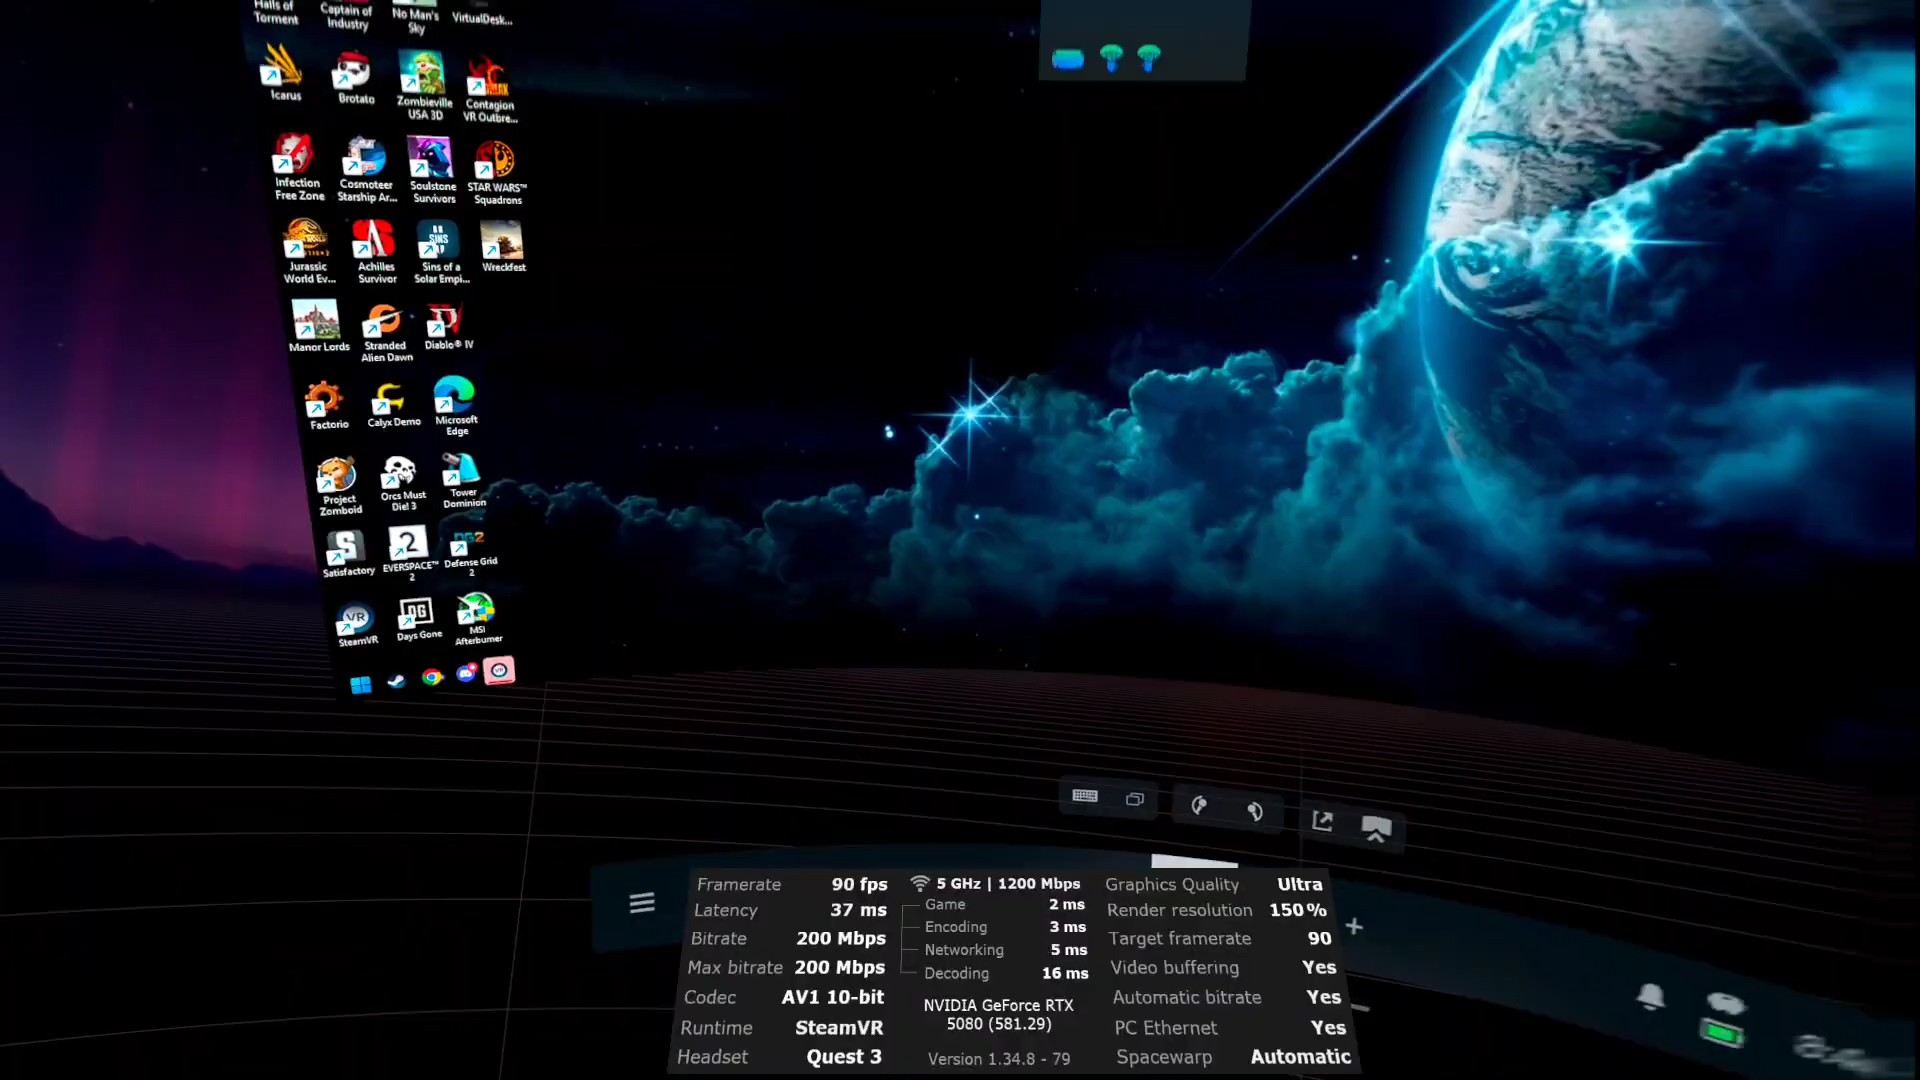 Halls of
Torment
Captain of
Industry
No Man's
Sky
VirtualDesk...
Icarus
Brotato
Zombieville
USA 3D
Contagion
VR Outbre...
Infection
Free Zone
Cosmoteer
Starship Ar...
Soulstone
Survivors
STAR WARS™
Squadrons
Jurassic
World Ev...
Achilles
Survivor
Sins of a
Solar Empi...
Wreckfest
Manor Lords
Stranded
Alien Dawn
Diablo® IV
Factorio
Calyx Demo
Microsoft
Edge
Project
Zomboid
Orcs Must
Die! 3
Tower
Dominion
Satisfactory
EVERSPACE™
2
Defense Grid
2
SteamVR
Days Gone
MSI
Afterburner
Framerate 90 fps
Latency 37 ms
Bitrate 200 Mbps
Max bitrate 200 Mbps
Codec AV1 10-bit
Runtime SteamVR
Headset Quest 3
5 GHz | 1200 Mbps
Game 2 ms
Encoding 3 ms
Networking 5 ms
Decoding 16 ms
NVIDIA GeForce RTX
5080 (581.29)
Version 1.34.8 - 79
Graphics Quality Ultra
Render resolution 150%
Target framerate 90
Video buffering Yes
Automatic bitrate Yes
PC Ethernet Yes
Spacewarp Automatic